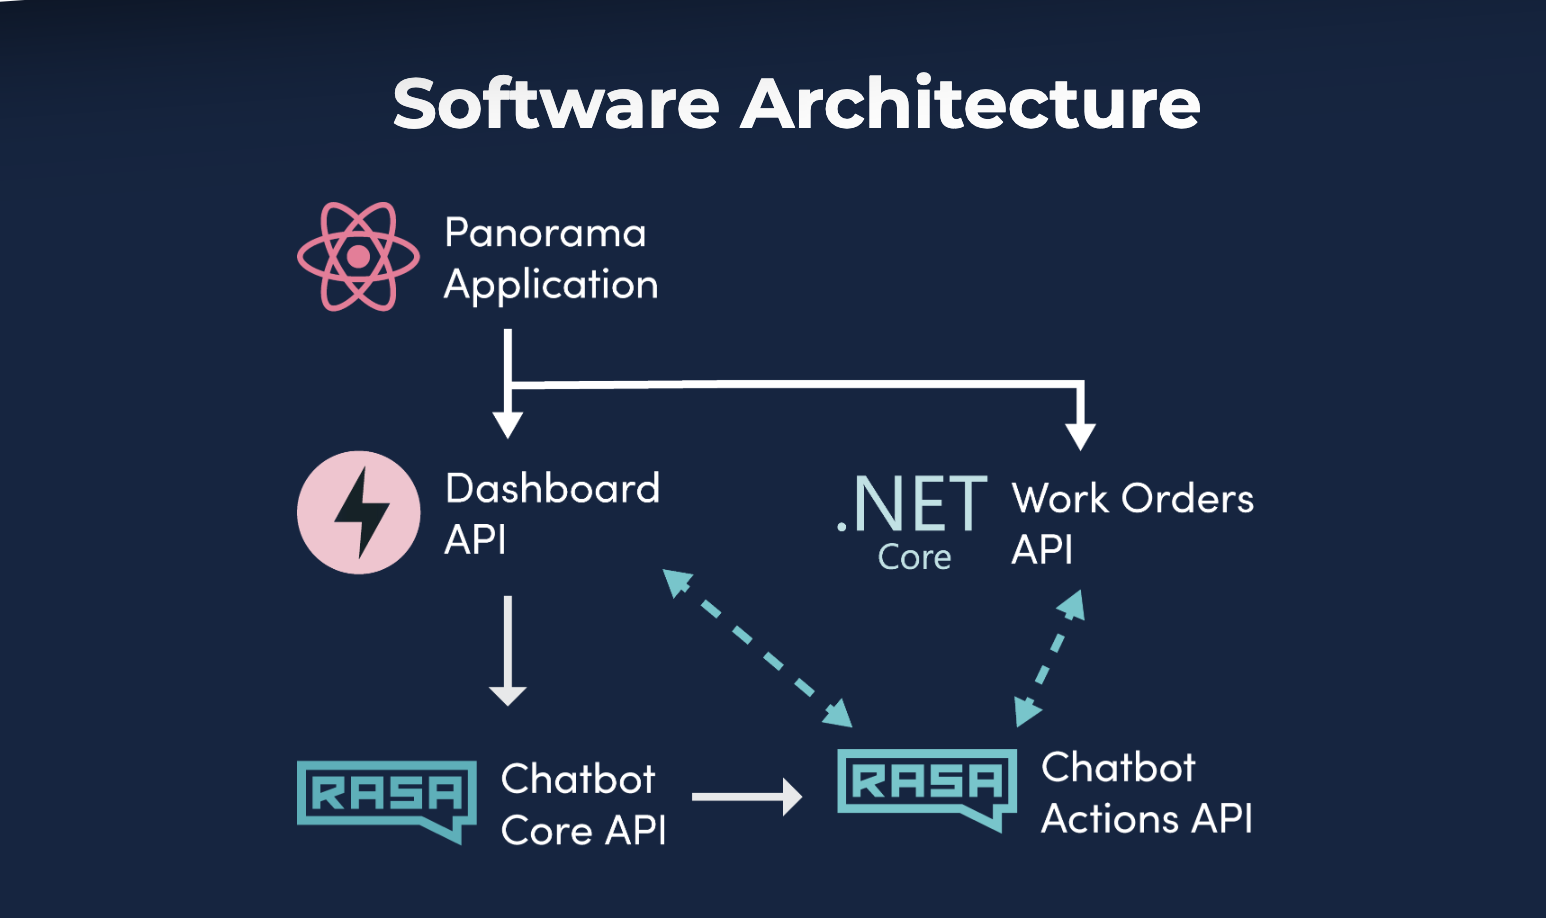 Software Architecture
Panorama
Application
Dashboard
API
.NET
Core
Work Orders
API
RASA
Chatbot
Core API
RASA
Chatbot
Actions API